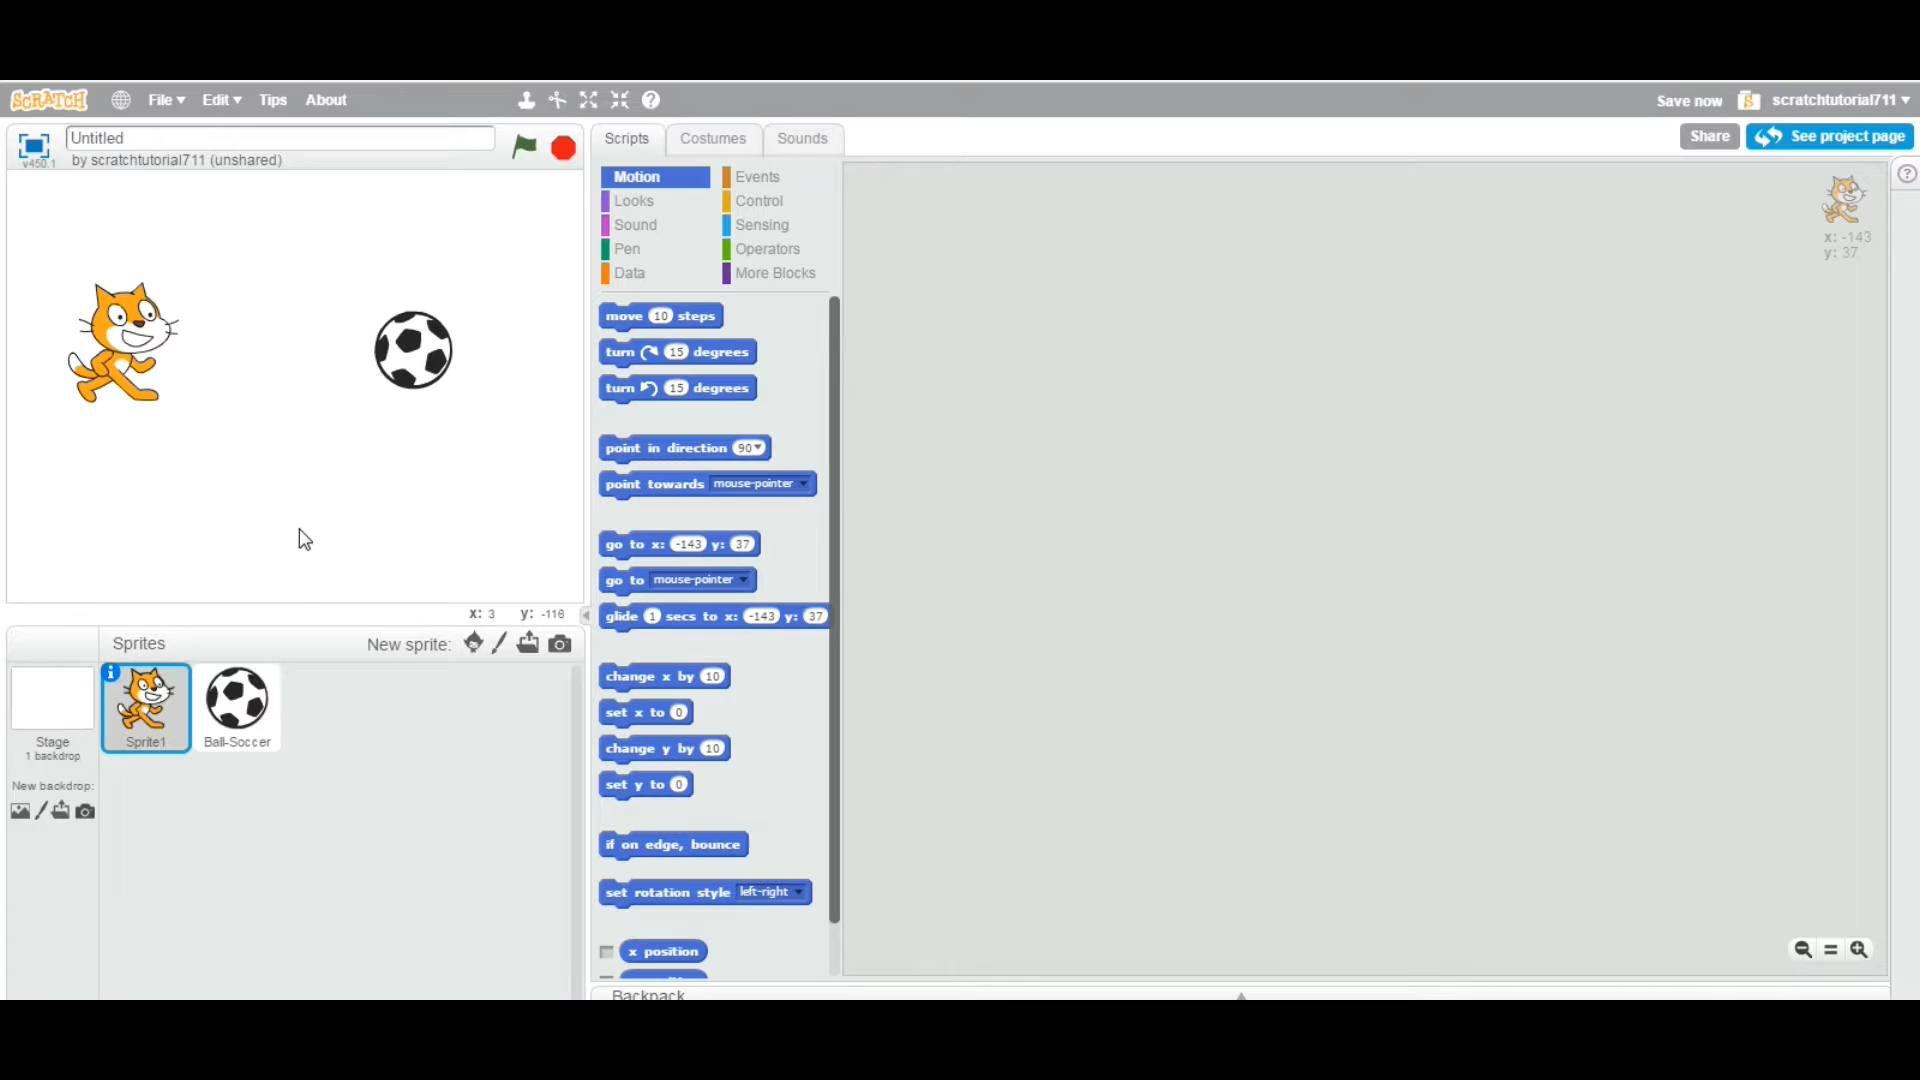 SCRATCH File Edit Tips About Save now scratchtutorial711
v450.1 Untitled
by scratchtutorial711 (unshared)
Scripts Costumes Sounds
Share See project page
Motion Events
Looks Control
Sound Sensing
Pen Operators
Data More Blocks
x: -143
y: 37
move 10 steps
turn 15 degrees
turn 15 degrees
point in direction 90
point towards mouse-pointer
go to x: -143 y: 37
go to mouse-pointer
glide 1 secs to x: -143 y: 37
change x by 10
set x to 0
change y by 10
set y to 0
if on edge, bounce
set rotation style left-right
x position
x: 3 y: -116
Sprites New sprite:
Stage
1 backdrop
New backdrop:
Sprite1
Ball-Soccer
Backpack